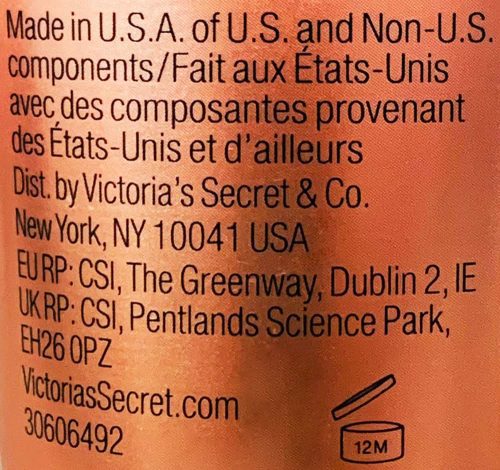 Made in U.S.A. of U.S. and Non-U.S.
components/Fait aux États-Unis
avec des composantes provenant
des États-Unis et d'ailleurs
Dist. by Victoria's Secret & Co.
New York, NY 10041 USA
EU RP: CSI, The Greenway, Dublin 2, IE
UK RP: CSI, Pentlands Science Park,
EH26 0PZ
VictoriasSecret.com
30606492
12M